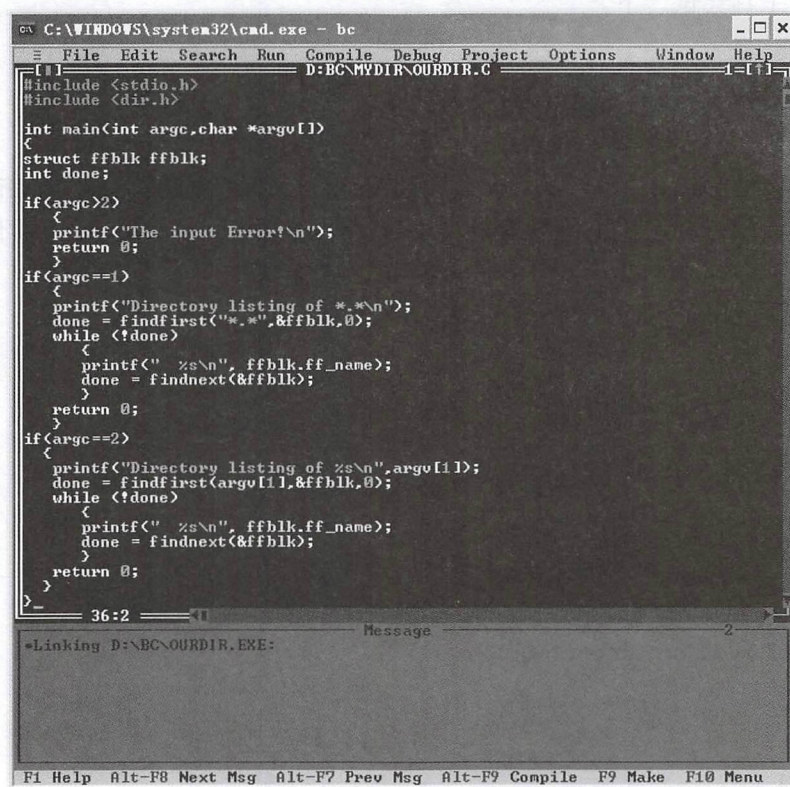 C:\WINDOWS\system32\cmd.exe - bc
≡ File Edit Search Run Compile Debug Project Options Window Help
D:BC\MYDIR\OURDIR.C 1=[↑]
#include <stdio.h>
#include <dir.h>
int main(int argc,char *argv[])
{
struct ffblk ffblk;
int done;
if(argc>2)
{
printf("The input Error!\n");
return 0;
}
if(argc==1)
{
printf("Directory listing of *.*\n");
done = findfirst("*.*",&ffblk,0);
while (!done)
{
printf("  %s\n", ffblk.ff_name);
done = findnext(&ffblk);
}
return 0;
}
if(argc==2)
{
printf("Directory listing of %s\n",argv[1]);
done = findfirst(argv[1],&ffblk,0);
while (!done)
{
printf("  %s\n", ffblk.ff_name);
done = findnext(&ffblk);
}
return 0;
}
}_
36:2
Message 2
•Linking D:\BC\OURDIR.EXE:
F1 Help Alt-F8 Next Msg Alt-F7 Prev Msg Alt-F9 Compile F9 Make F10 Menu